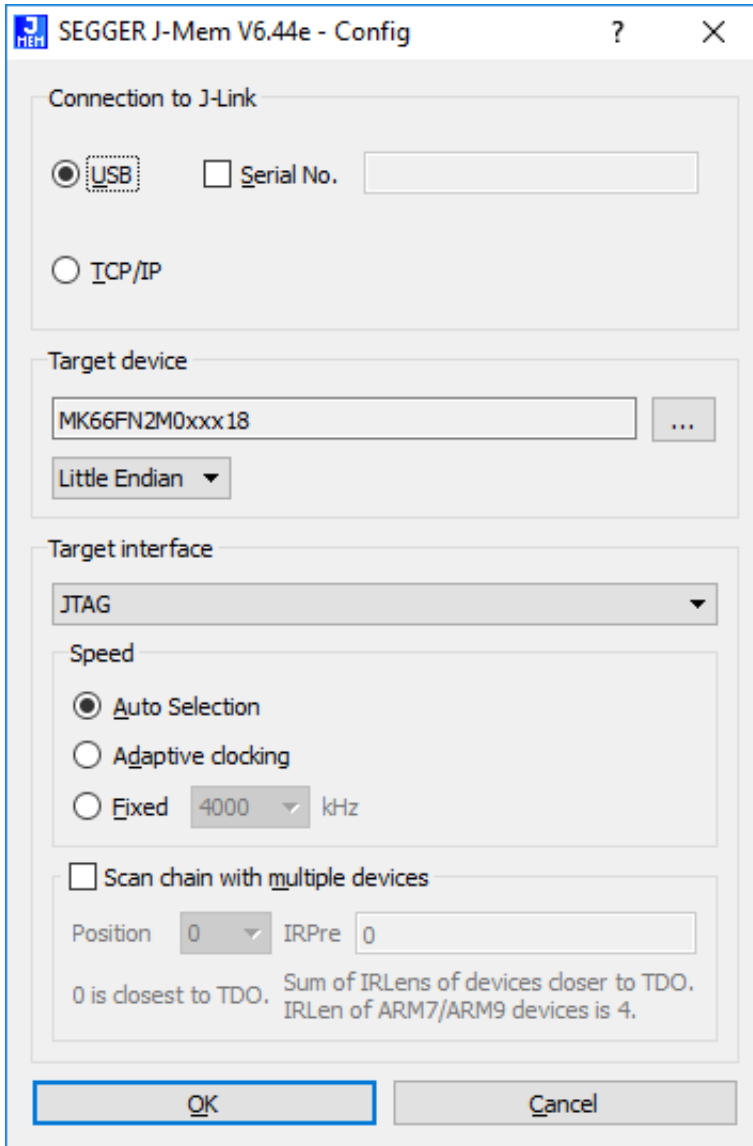 J MEM SEGGER J-Mem V6.44e - Config ? ×
Connection to J-Link
USB Serial No.
TCP/IP
Target device
MK66FN2M0xxx18 ...
Little Endian
Target interface
JTAG
Speed
Auto Selection
Adaptive clocking
Fixed 4000 kHz
Scan chain with multiple devices
Position 0 IRPre 0
0 is closest to TDO. Sum of IRLens of devices closer to TDO.
IRLen of ARM7/ARM9 devices is 4.
OK Cancel